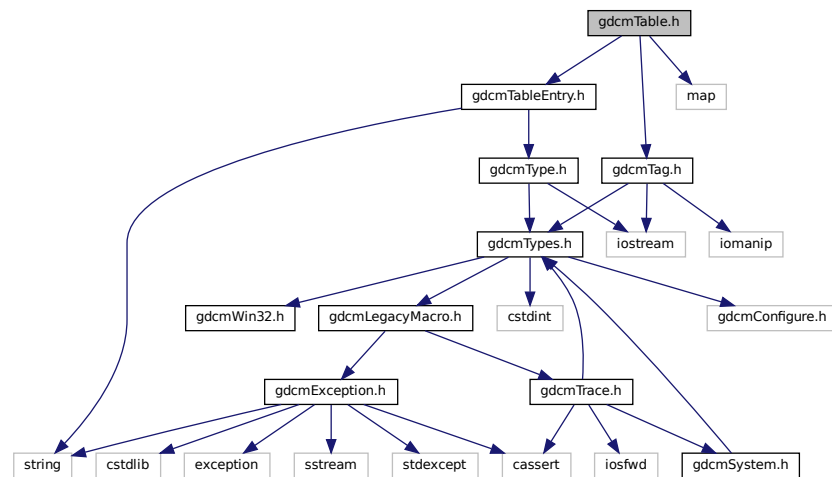 gdcmTable.h
gdcmTableEntry.h
map
gdcmType.h
gdcmTag.h
gdcmTypes.h
iostream
iomanip
gdcmWin32.h
gdcmLegacyMacro.h
cstdint
gdcmConfigure.h
gdcmException.h
gdcmTrace.h
string
cstdlib
exception
sstream
stdexcept
cassert
iosfwd
gdcmSystem.h